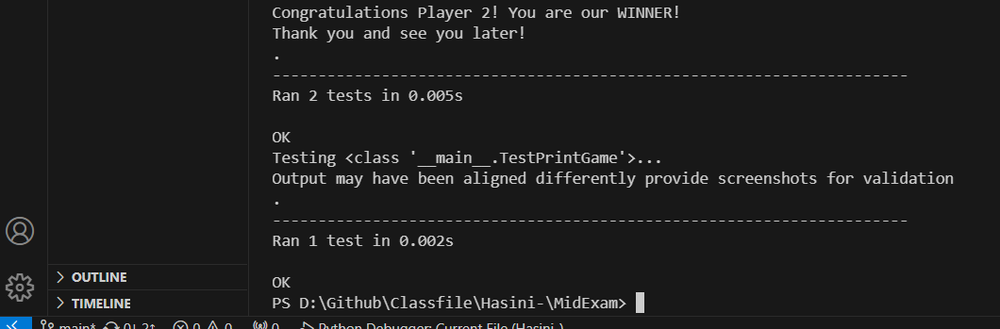 Congratulations Player 2! You are our WINNER!
Thank you and see you later!
.
----------------------------------------------------------------------
Ran 2 tests in 0.005s
OK
Testing <class '__main__.TestPrintGame'>...
Output may have been aligned differently provide screenshots for validation
.
----------------------------------------------------------------------
Ran 1 test in 0.002s
OK
PS D:\Github\Classfile\Hasini-\MidExam>
OUTLINE
TIMELINE
main* 0↓ 2↑ 0 0 0 Python Debugger: Current File (Hasini-)